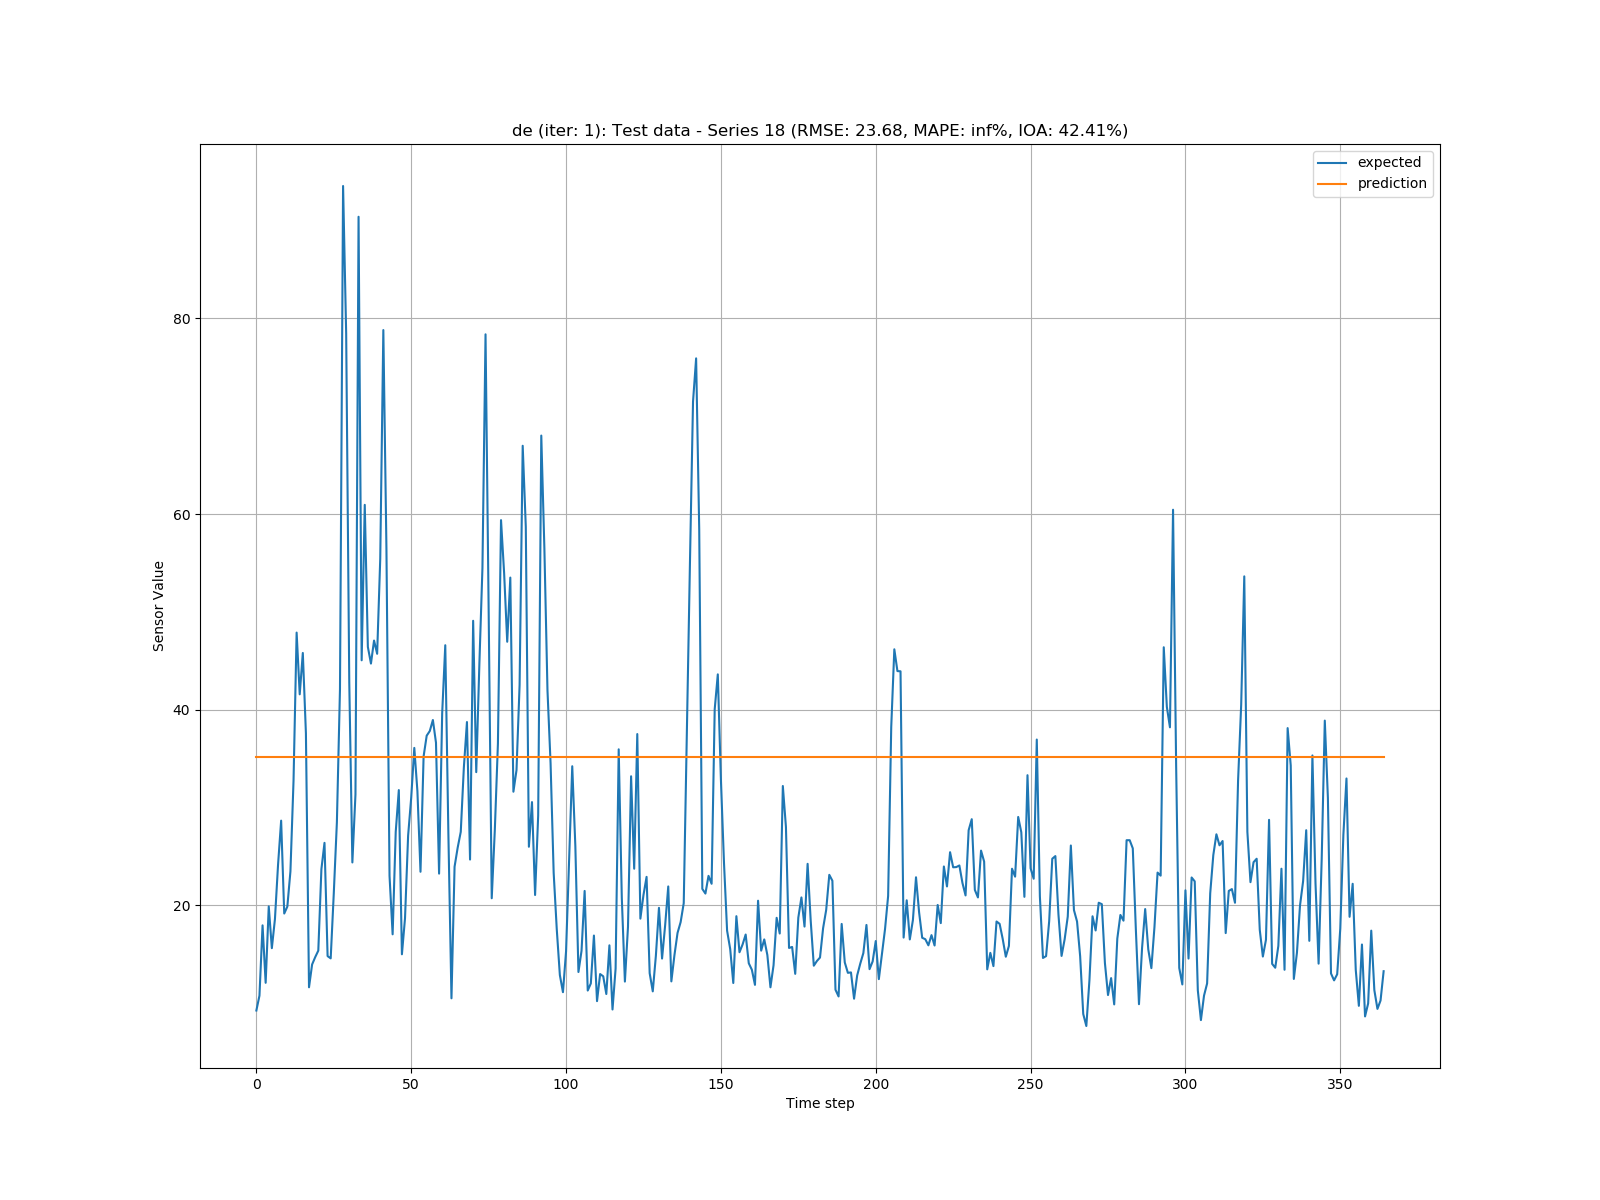 de (iter: 1): Test data - Series 18 (RMSE: 23.68, MAPE: inf%, IOA: 42.41%)
expected
prediction
80
60
40
20
Sensor Value
0 50 100 150 200 250 300 350
Time step